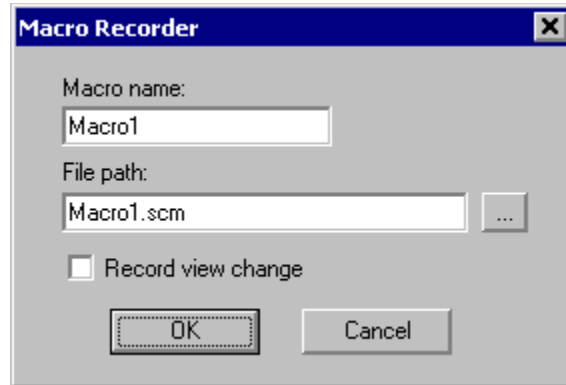 Macro Recorder
Macro name:
Macro1
File path:
Macro1.scm
...
Record view change
OK Cancel